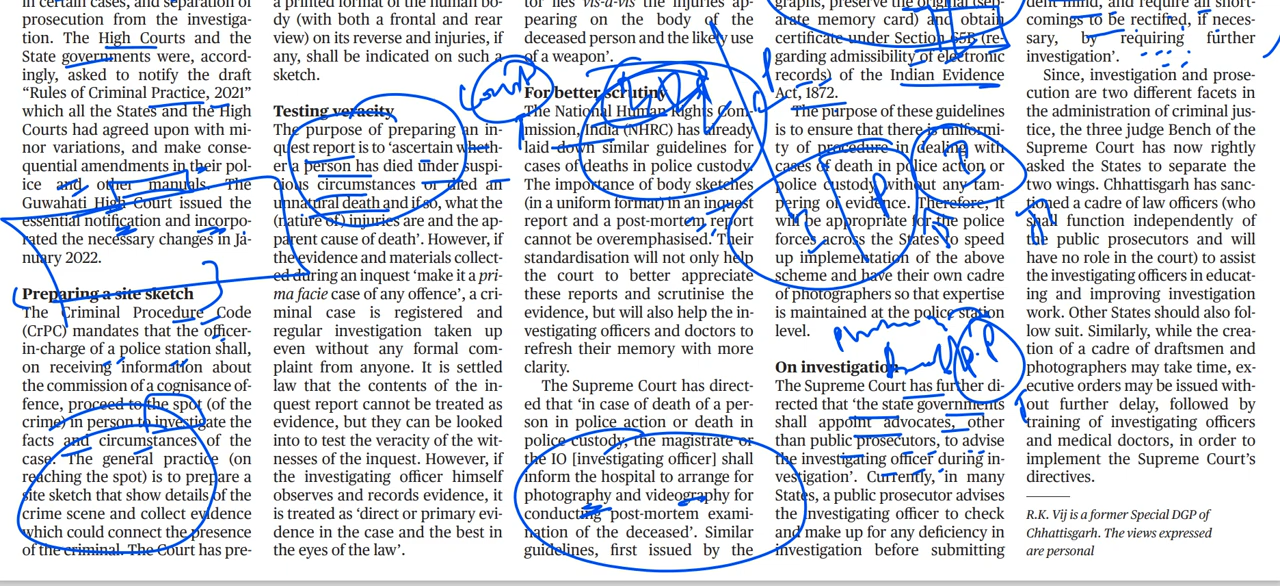 in certain cases, and separation of
prosecution from the investiga-
tion. The High Courts and the
State governments were, accord-
ingly, asked to notify the draft
“Rules of Criminal Practice, 2021”
which all the States and the High
Courts had agreed upon with mi-
nor variations, and make conse-
quential amendment in their pol-
ice and other manuals. The
Guwahati High Court issued the
essential notification and incorpo-
rated the necessary changes in Ja-
nuary 2022.
Preparing a site sketch
The Criminal Procedure Code
(CrPC) mandates that the officer-
in-charge of a police station shall,
on receiving information about
the commission of a cognisance of-
fence, proceed to ‘the spot (of the
crime) in person to investigate the
facts and circumstances of the
case. The general practice (on
reaching the spot) is to prepare a
site sketch that show details of the
crime scene and collect evidence
which could connect the presence
of the criminal. The Court has pre-
a printed format of the human bo-
dy (with both a frontal and rear
view) on its reverse and injuries, if
any, shall be indicated on such a
sketch.
Testing veracity
The purpose of preparing an in-
quest report is to ‘ascertain wheth-
er a person has died under suspi-
cious circumstances or died an
unnatural death and if so, what the
(nature of) injuries are and the ap-
parent cause of death’. However, if
the evidence and materials collect-
ed during an inquest ‘make it a pri-
ma facie case of any offence’, a cri-
minal case is registered and
regular investigation taken up
even without any formal com-
plaint from anyone. It is settled
law that the contents of the in-
quest report cannot be treated as
evidence, but they can be looked
into to test the veracity of the wit-
nesses of the inquest. However, if
the investigating officer himself
observes and records evidence, it
is treated as ‘direct or primary evi-
dence in the case and the best in
the eyes of the law’.
tor lies vis-a-vis the injuries ap-
pearing on the body of the
deceased person and the likely use
of a weapon’.
For better scrutiny
The National Human Rights Com-
mission, India (NHRC) has already
laid down similar guidelines for
cases of deaths in police custody.
The importance of body sketches
(in a uniform format) in an inquest
report and a post-mortem report
cannot be overemphasised. Their
standardisation will not only help
the court to better appreciate
these reports and scrutinise the
evidence, but will also help the in-
vestigating officers and doctors to
refresh their memory with more
clarity.
The Supreme Court has direct-
ed that ‘in case of death of a per-
son in police action or death in
police custody, the magistrate or
the IO [investigating officer] shall
inform the hospital to arrange for
photography and videography for
conducting post-mortem exami-
nation of the deceased’. Similar
guidelines, first issued by the
graphs, preserve the original (sep-
arate memory card) and obtain
certificate under Section 65B (re-
garding admissibility of electronic
records) of the Indian Evidence
Act, 1872.
The purpose of these guidelines
is to ensure that there is uniformi-
ty of procedure in dealing with
cases of death in police action or
police custody without any tam-
pering of evidence. Therefore, it
will be appropriate for the police
forces across the States to speed
up implementation of the above
scheme and have their own cadre
of photographers so that expertise
is maintained at the police station
level.
P.P
On investigation
The Supreme Court has further di-
rected that ‘the state governments
shall appoint advocates, other
than public prosecutors, to advise
the investigating officer during in-
vestigation’. Currently, in many
States, a public prosecutor advises
the investigating officer to check
and make up for any deficiency in
investigation before submitting
mind, and require all short-
comings to be rectified, if neces-
sary, by requiring further
investigation’.
Since, investigation and prose-
cution are two different facets in
the administration of criminal jus-
tice, the three judge Bench of the
Supreme Court has now rightly
asked the States to separate the
two wings. Chhattisgarh has sanc-
tioned a cadre of law officers (who
shall function independently of
the public prosecutors and will
have no role in the court) to assist
the investigating officers in educat-
ing and improving investigation
work. Other States should also fol-
low suit. Similarly, while the crea-
tion of a cadre of draftsmen and
photographers may take time, ex-
ecutive orders may be issued with-
out further delay, followed by
training of investigating officers
and medical doctors, in order to
implement the Supreme Court’s
directives.
R.K. Vij is a former Special DGP of
Chhattisgarh. The views expressed
are personal